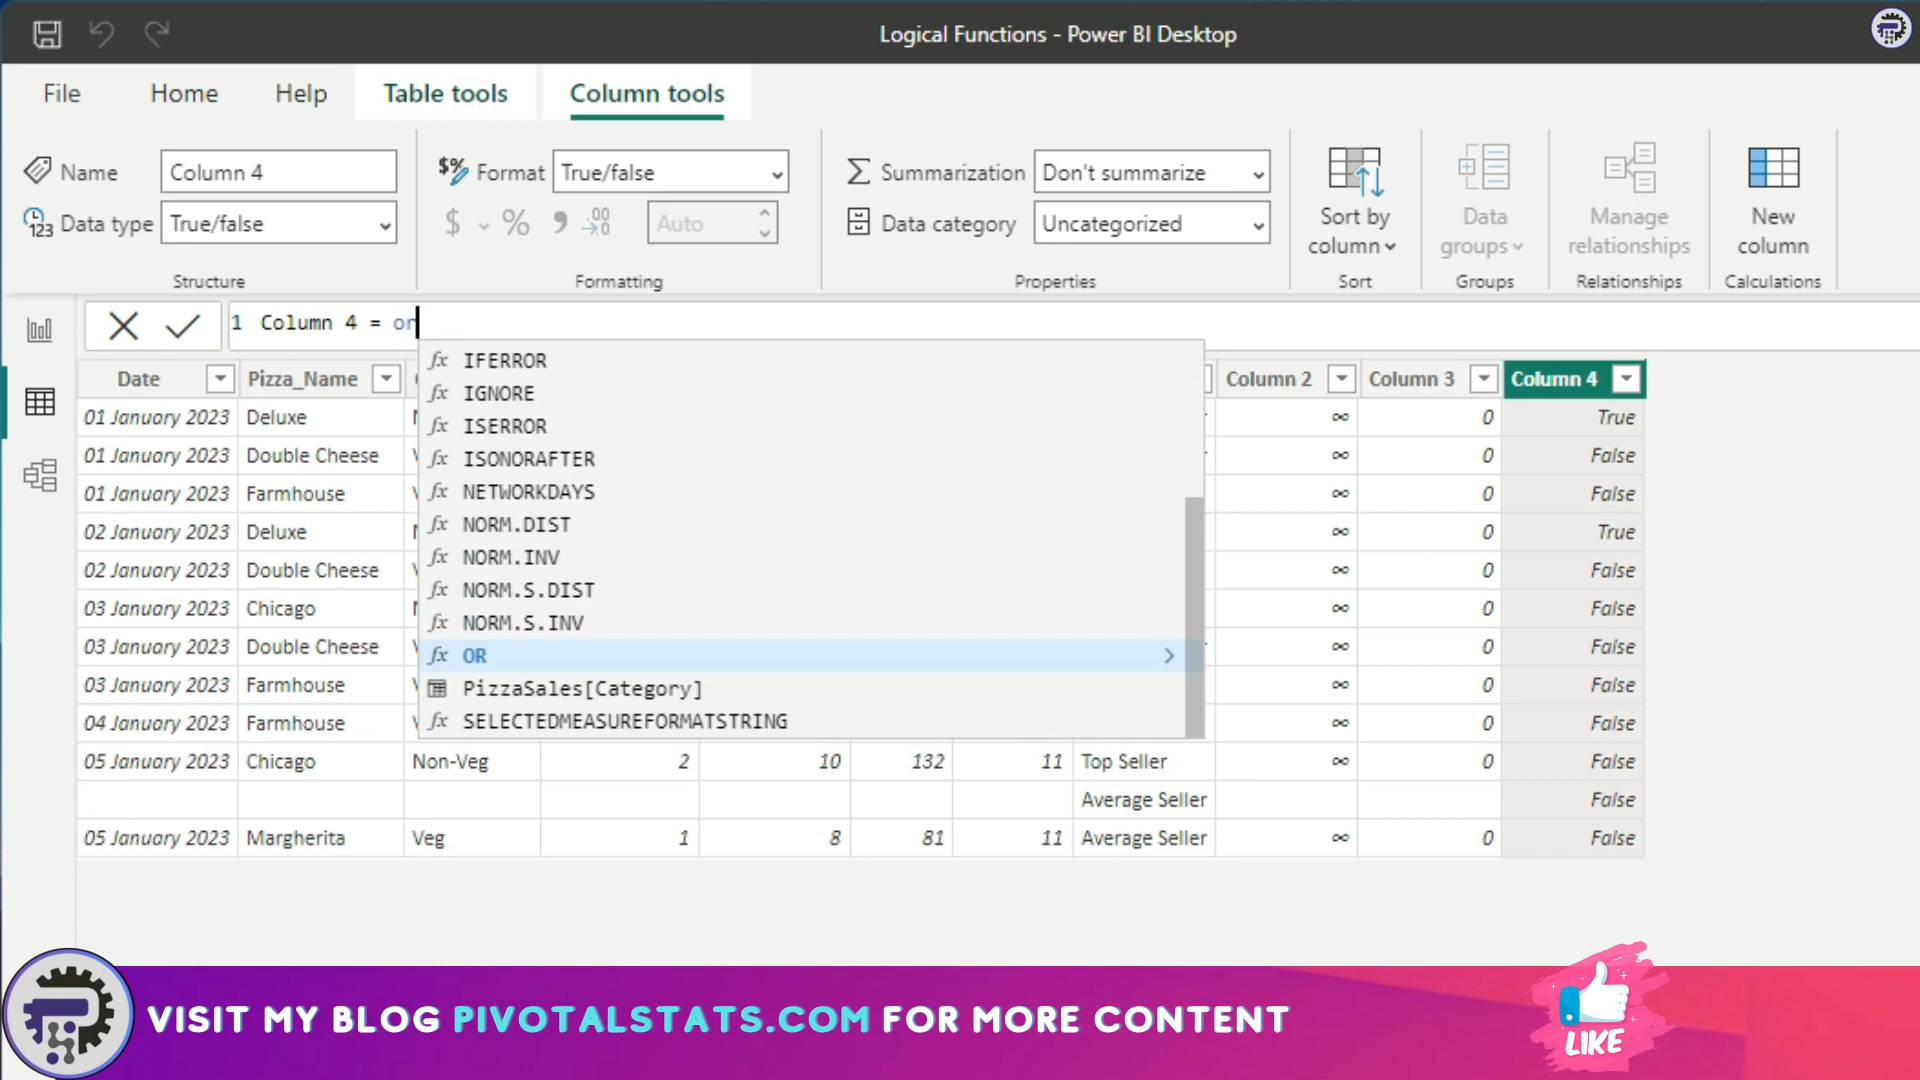 Logical Functions - Power BI Desktop
File Home Help Table tools Column tools
Name Column 4
Data type True/false
Structure
Format True/false
$ % Auto
Formatting
Summarization Don't summarize
Data category Uncategorized
Properties
Sort by column
Sort
Data groups
Groups
Manage relationships
Relationships
New column
Calculations
1 Column 4 = or
IFERROR
IGNORE
ISERROR
ISONORAFTER
NETWORKDAYS
NORM.DIST
NORM.INV
NORM.S.DIST
NORM.S.INV
OR
PizzaSales[Category]
SELECTEDMEASUREFORMATSTRING
Date Pizza_Name Column 2 Column 3 Column 4
01 January 2023 Deluxe ∞ 0 True
01 January 2023 Double Cheese ∞ 0 False
01 January 2023 Farmhouse ∞ 0 False
02 January 2023 Deluxe ∞ 0 True
02 January 2023 Double Cheese ∞ 0 False
03 January 2023 Chicago ∞ 0 False
03 January 2023 Double Cheese ∞ 0 False
03 January 2023 Farmhouse ∞ 0 False
04 January 2023 Farmhouse ∞ 0 False
05 January 2023 Chicago Non-Veg 2 10 132 11 Top Seller ∞ 0 False
Average Seller False
05 January 2023 Margherita Veg 1 8 81 11 Average Seller ∞ 0 False
VISIT MY BLOG PIVOTALSTATS.COM FOR MORE CONTENT
LIKE